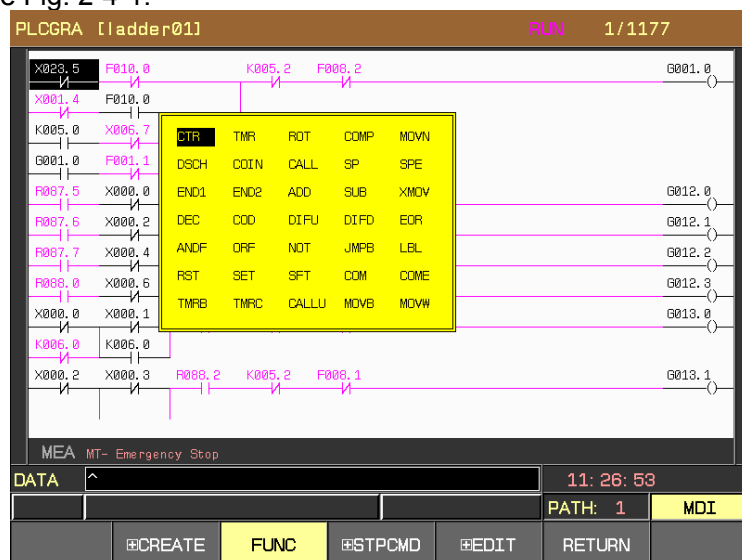 PLCGRA [ladder01] RUN 1/1177
X023.5 F010.0 K005.2 F008.2 G001.0
X001.4 F010.0
K005.0 X006.7
G001.0 F001.1
R087.5 X000.0 G012.0
R087.6 X000.2 G012.1
R087.7 X000.4 G012.2
R088.0 X000.6 G012.3
X000.0 X000.1 G013.0
K006.0 K006.0
X000.2 X000.3 R088.2 K005.2 F008.1 G013.1
CTR TMR ROT COMP MOVN
DSCH COIN CALL SP SPE
END1 END2 ADD SUB XMOV
DEC COD DIFU DIFD EOR
ANDF ORF NOT JMPB LBL
RST SET SFT COM COME
TMRB TMRC CALLU MOVB MOVW
MEA MT- Emergency Stop
DATA ^ 11: 26: 53
PATH: 1 MDI
⊞CREATE FUNC ⊞STPCMD ⊞EDIT RETURN